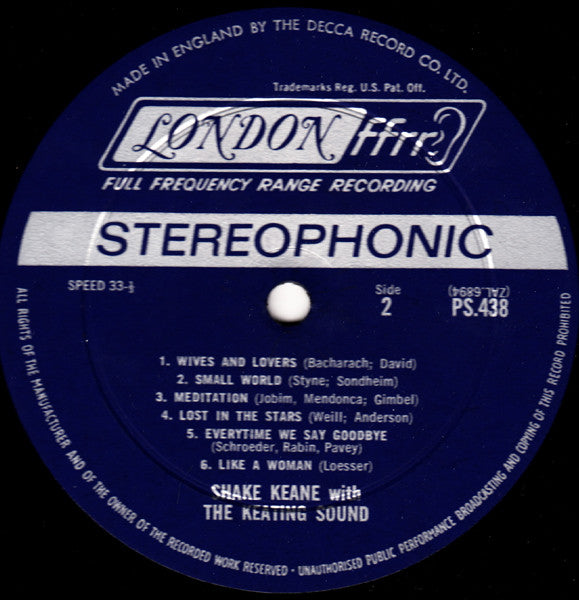 MADE IN ENGLAND BY THE DECCA RECORD CO. LTD.
Trademarks Reg. U.S. Pat. Off.
LONDON ffrr
FULL FREQUENCY RANGE RECORDING
STEREOPHONIC
SPEED 33-⅓
Side
2
(ZAL.6894)
PS.438
1. WIVES AND LOVERS (Bacharach; David)
2. SMALL WORLD (Styne; Sondheim)
3. MEDITATION (Jobim, Mendonca; Gimbel)
4. LOST IN THE STARS (Weill; Anderson)
5. EVERYTIME WE SAY GOODBYE
(Schroeder, Rabin, Pavey)
6. LIKE A WOMAN (Loesser)
SHAKE KEANE with
THE KEATING SOUND
ALL RIGHTS OF THE MANUFACTURER AND OF THE OWNER OF THE RECORDED WORK RESERVED · UNAUTHORISED PUBLIC PERFORMANCE BROADCASTING AND COPYING OF THIS RECORD PROHIBITED